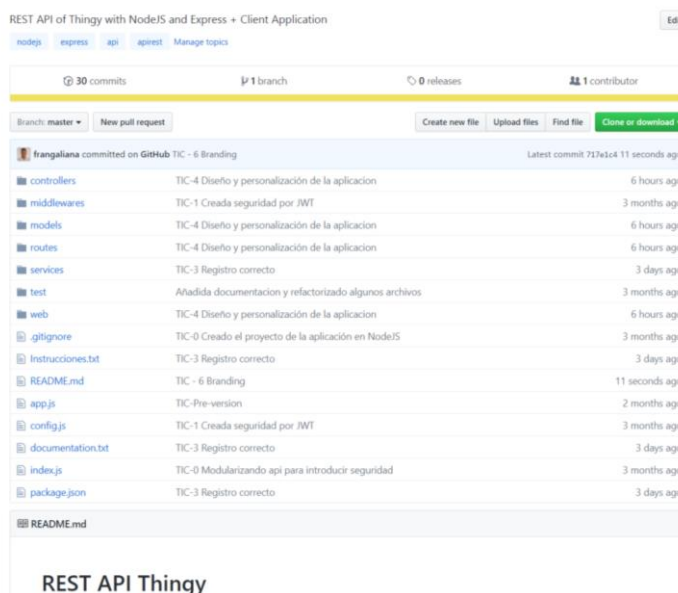 REST API of Thingy with NodeJS and Express + Client Application
Edi
nodejs express api apirest Manage topics
30 commits 1 branch 0 releases 1 contributor
Branch: master New pull request Create new file Upload files Find file Clone or download
frangaliana committed on GitHub TIC - 6 Branding Latest commit 717e1c4 11 seconds ago
controllers TIC-4 Diseño y personalización de la aplicacion 6 hours ago
middlewares TIC-1 Creada seguridad por JWT 3 months ago
models TIC-4 Diseño y personalización de la aplicacion 6 hours ago
routes TIC-4 Diseño y personalización de la aplicacion 6 hours ago
services TIC-3 Registro correcto 3 days ago
test Añadida documentacion y refactorizado algunos archivos 3 months ago
web TIC-4 Diseño y personalización de la aplicacion 6 hours ago
.gitignore TIC-0 Creado el proyecto de la aplicación en NodeJS 3 months ago
Instrucciones.txt TIC-3 Registro correcto 3 days ago
README.md TIC - 6 Branding 11 seconds ago
app.js TIC-Pre-version 2 months ago
config.js TIC-1 Creada seguridad por JWT 3 months ago
documentation.txt TIC-3 Registro correcto 3 days ago
index.js TIC-0 Modularizando api para introducir seguridad 3 months ago
package.json TIC-3 Registro correcto 3 days ago
README.md
REST API Thingy